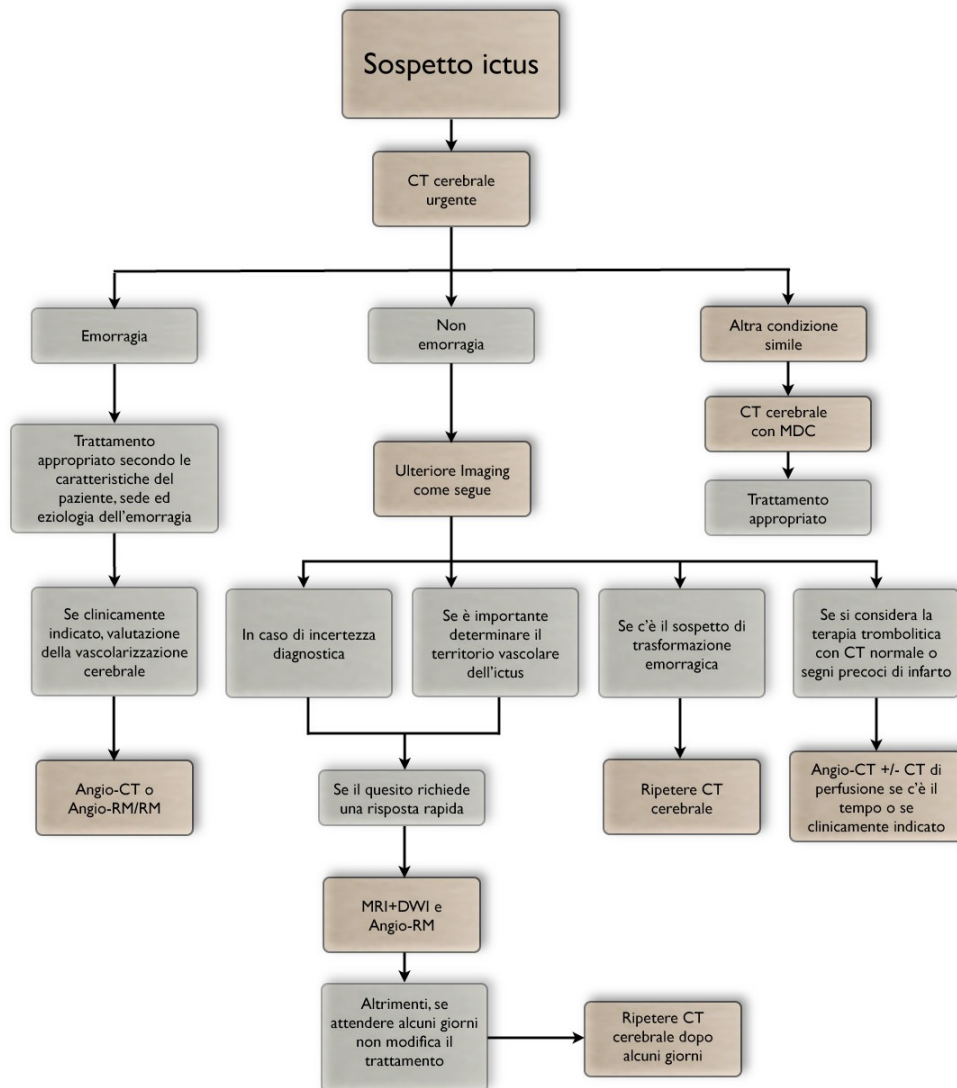 Sospetto ictus
CT cerebrale
urgente
Emorragia
Non
emorragia
Altra condizione
simile
Trattamento
appropriato secondo le
caratteristiche del
paziente, sede ed
eziologia dell'emorragia
Ulteriore Imaging
come segue
CT cerebrale
con MDC
Trattamento
appropriato
Se clinicamente
indicato, valutazione
della vascolarizzazione
cerebrale
In caso di incertezza
diagnostica
Se è importante
determinare il
territorio vascolare
dell'ictus
Se c'è il sospetto di
trasformazione
emorragica
Se si considera la
terapia trombolitica
con CT normale o
segni precoci di infarto
Angio-CT o
Angio-RM/RM
Se il quesito richiede
una risposta rapida
Ripetere CT
cerebrale
Angio-CT +/- CT di
perfusione se c'è il
tempo o se
clinicamente indicato
MRI+DWI e
Angio-RM
Altrimenti, se
attendere alcuni giorni
non modifica il
trattamento
Ripetere CT
cerebrale dopo
alcuni giorni